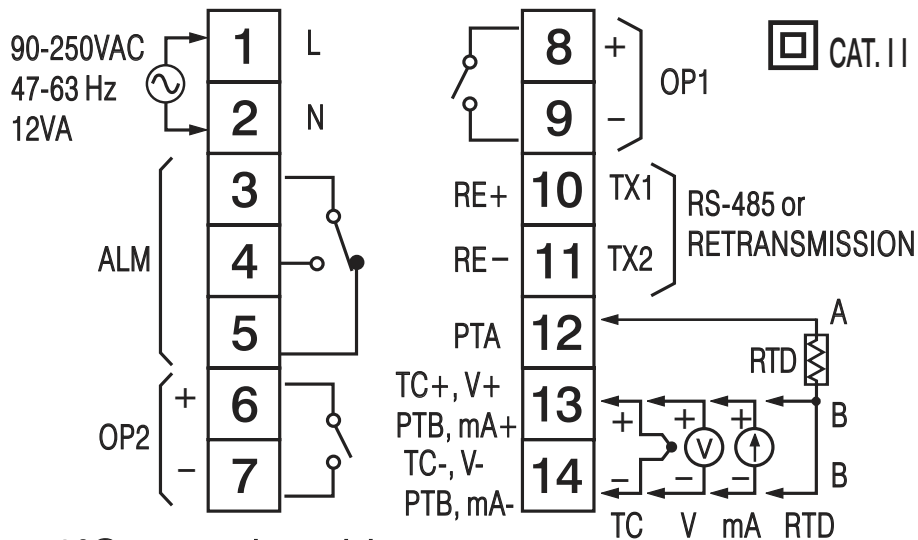 90-250VAC
47-63 Hz
12VA
1 L
2 N
3
4
5
ALM
6
7
OP2
+
−
8 +
9 −
OP1
CAT. II
RE+ 10 TX1
RE− 11 TX2
RS-485 or
RETRANSMISSION
PTA 12
A
RTD
TC+, V+
PTB, mA+
13
+ + +
B
V
TC-, V-
PTB, mA-
14
− − −
B
TC V mA RTD